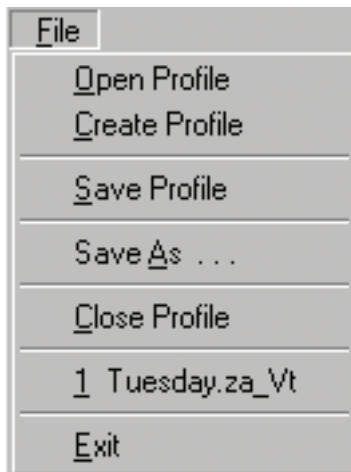 File
Open Profile
Create Profile
Save Profile
Save As . . .
Close Profile
1 Tuesday.za_Vt
Exit